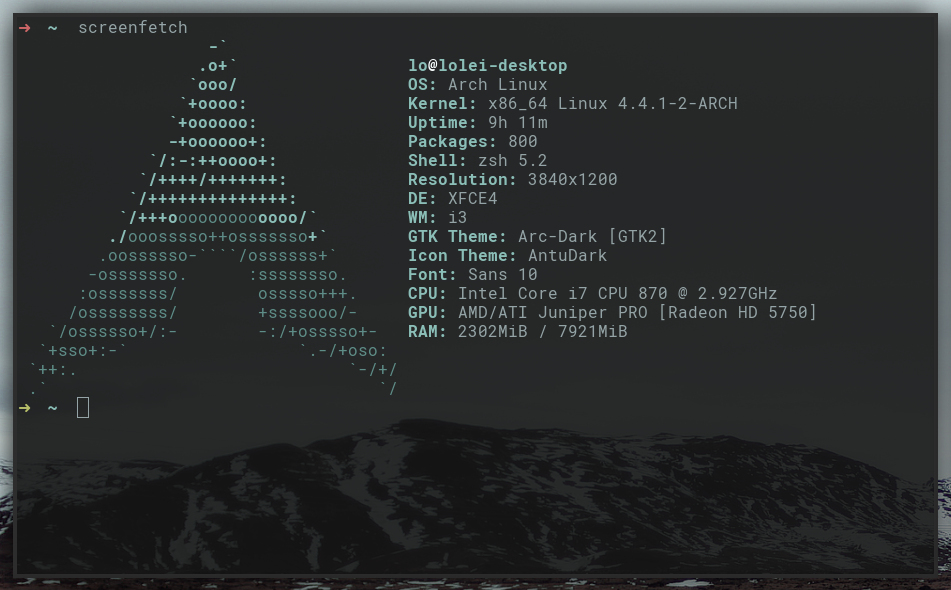 ➜  ~  screenfetch
                   -`
                  .o+`                 lo@lolei-desktop
                 `ooo/                 OS: Arch Linux
                `+oooo:                Kernel: x86_64 Linux 4.4.1-2-ARCH
               `+oooooo:               Uptime: 9h 11m
               -+oooooo+:              Packages: 800
             `/:-:++oooo+:             Shell: zsh 5.2
            `/++++/+++++++:            Resolution: 3840x1200
           `/++++++++++++++:           DE: XFCE4
          `/+++ooooooooooooo/`         WM: i3
         ./ooosssso++osssssso+`        GTK Theme: Arc-Dark [GTK2]
        .oossssso-````/ossssss+`       Icon Theme: AntuDark
       -osssssso.      :ssssssso.      Font: Sans 10
      :osssssss/        osssso+++.     CPU: Intel Core i7 CPU 870 @ 2.927GHz
     /ossssssss/        +ssssooo/-     GPU: AMD/ATI Juniper PRO [Radeon HD 5750]
   `/ossssso+/:-        -:/+osssso+-   RAM: 2302MiB / 7921MiB
  `+sso+:-`                 `.-/+oso:
 `++:.                           `-/+/
 .`                                 `/
➜  ~